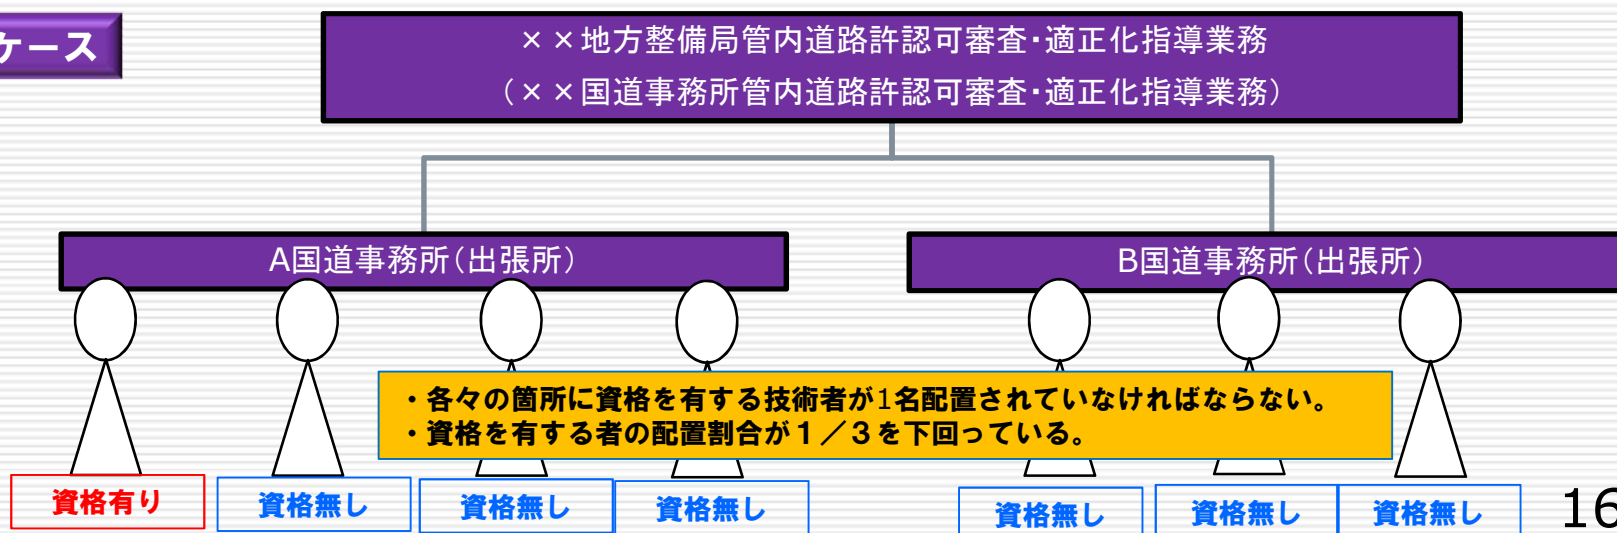 ケース
××地方整備局管内道路許認可審査・適正化指導業務
(××国道事務所管内道路許認可審査・適正化指導業務)
A国道事務所(出張所)
B国道事務所(出張所)
・各々の箇所に資格を有する技術者が1名配置されていなければならない。
・資格を有する者の配置割合が1/3を下回っている。
資格有り
資格無し
資格無し
資格無し
資格無し
資格無し
資格無し
16